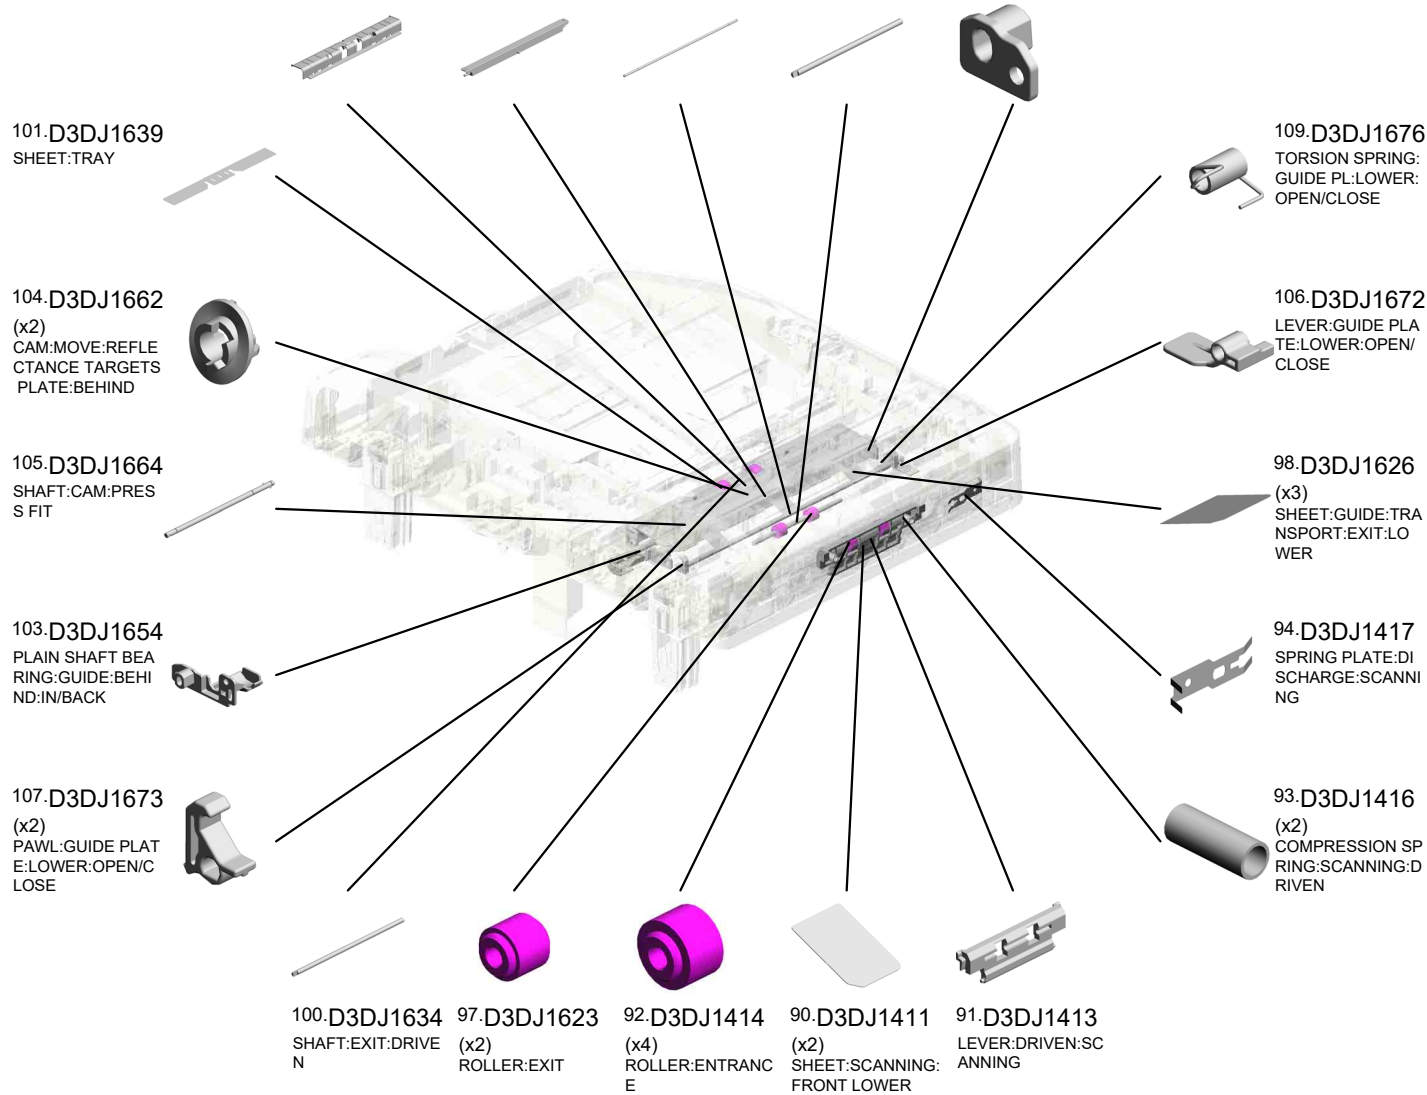 101.D3DJ1639
SHEET:TRAY
104.D3DJ1662
(x2)
CAM:MOVE:REFLE
CTANCE TARGETS
PLATE:BEHIND
105.D3DJ1664
SHAFT:CAM:PRES
S FIT
103.D3DJ1654
PLAIN SHAFT BEA
RING:GUIDE:BEHI
ND:IN/BACK
107.D3DJ1673
(x2)
PAWL:GUIDE PLAT
E:LOWER:OPEN/C
LOSE
109.D3DJ1676
TORSION SPRING:
GUIDE PL:LOWER:
OPEN/CLOSE
106.D3DJ1672
LEVER:GUIDE PLA
TE:LOWER:OPEN/
CLOSE
98.D3DJ1626
(x3)
SHEET:GUIDE:TRA
NSPORT:EXIT:LO
WER
94.D3DJ1417
SPRING PLATE:DI
SCHARGE:SCANNI
NG
93.D3DJ1416
(x2)
COMPRESSION SP
RING:SCANNING:D
RIVEN
100.D3DJ1634
SHAFT:EXIT:DRIVE
N
97.D3DJ1623
(x2)
ROLLER:EXIT
92.D3DJ1414
(x4)
ROLLER:ENTRANC
E
90.D3DJ1411
(x2)
SHEET:SCANNING:
FRONT LOWER
91.D3DJ1413
LEVER:DRIVEN:SC
ANNING